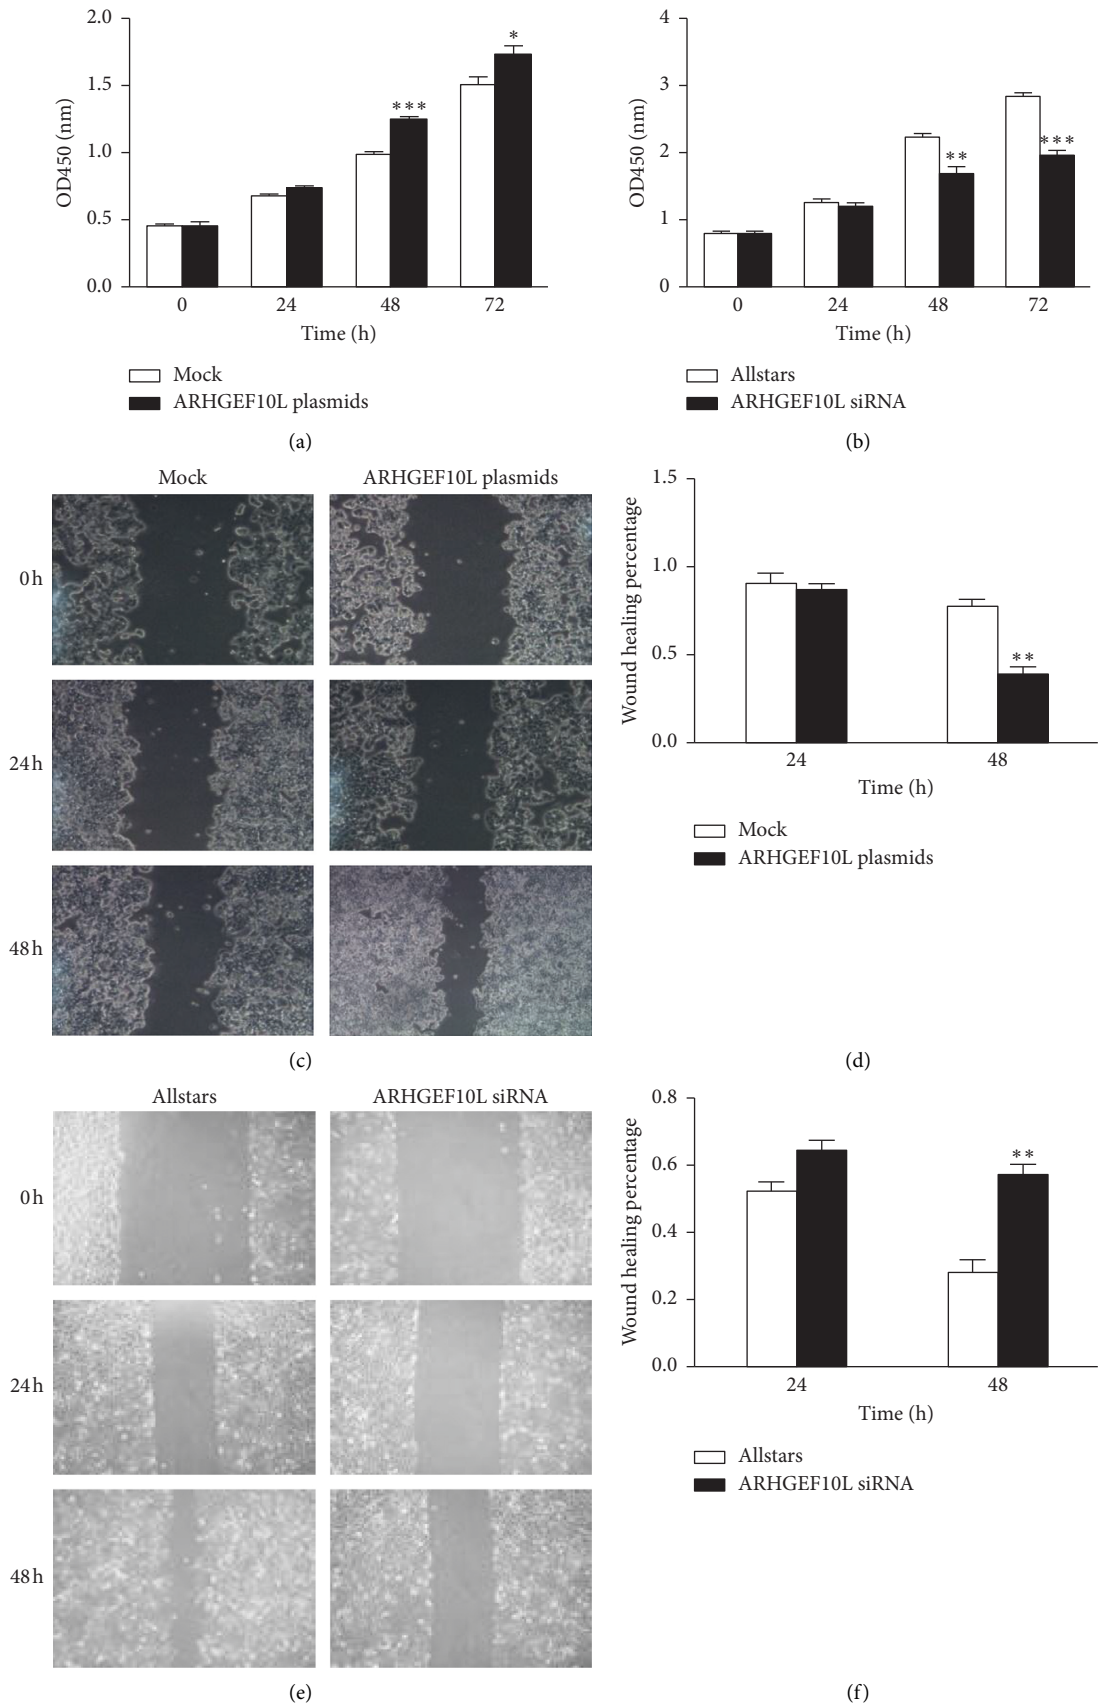 2.0
1.5
1.0
0.5
0.0
OD450 (nm)
***
*
0 24 48 72
Time (h)
Mock
ARHGEF10L plasmids
(a)
4
3
2
1
0
OD450 (nm)
**
***
0 24 48 72
Time (h)
Allstars
ARHGEF10L siRNA
(b)
Mock ARHGEF10L plasmids
0 h
24 h
48 h
(c)
1.5
1.0
0.5
0.0
Wound healing percentage
**
24 48
Time (h)
Mock
ARHGEF10L plasmids
(d)
Allstars ARHGEF10L siRNA
0 h
24 h
48 h
(e)
0.8
0.6
0.4
0.2
0.0
Wound healing percentage
**
24 48
Time (h)
Allstars
ARHGEF10L siRNA
(f)